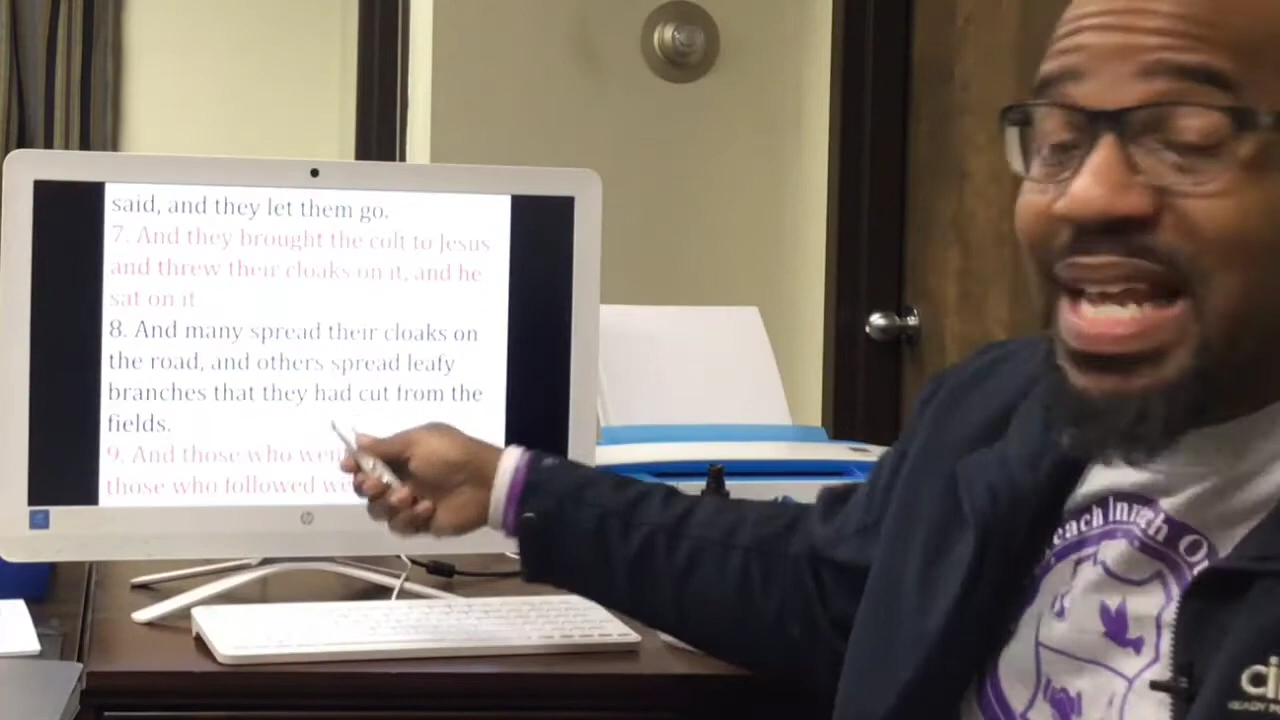 said, and they let them go.
7. And they brought the colt to Jesus
and threw their cloaks on it, and he
sat on it
8. And many spread their cloaks on
the road, and others spread leafy
branches that they had cut from the
fields.
9. And those who
those who followed
hp
each